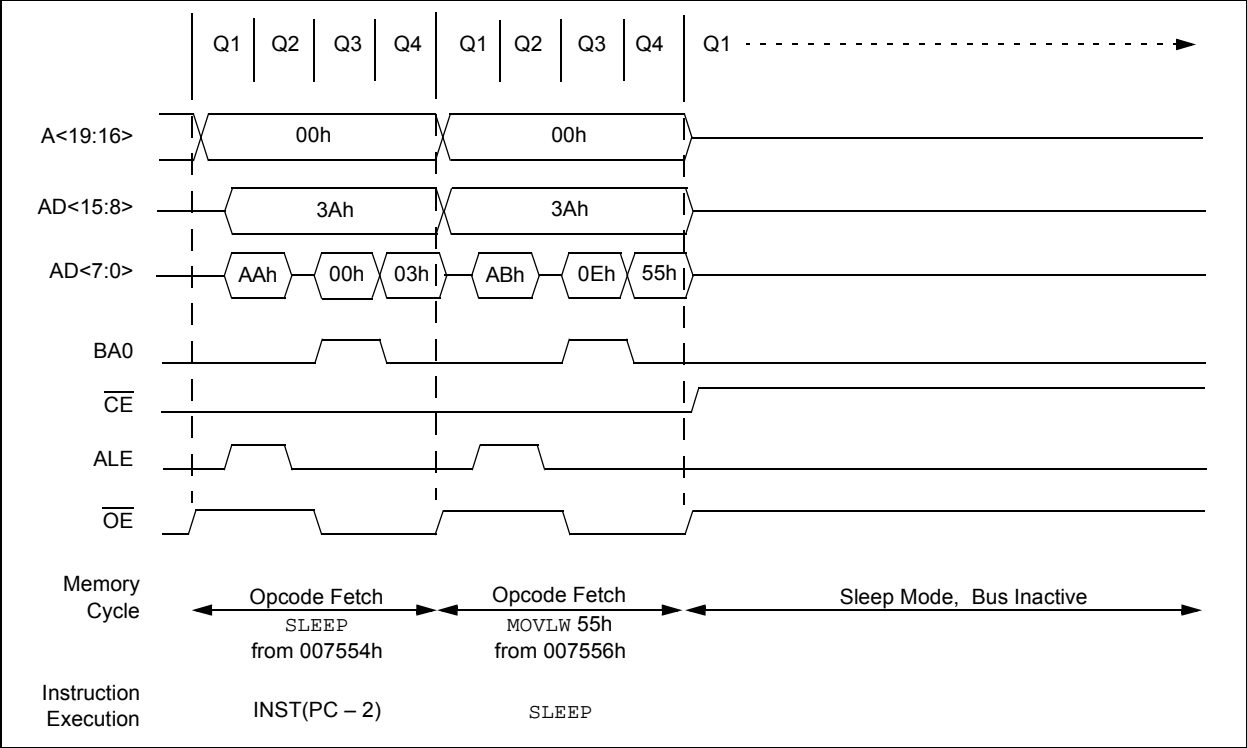 Q1 Q2 Q3 Q4 Q1 Q2 Q3 Q4 Q1
A<19:16> 00h 00h
AD<15:8> 3Ah 3Ah
AD<7:0> AAh 00h 03h ABh 0Eh 55h
BA0
CE
ALE
OE
Memory
Cycle
Opcode Fetch
SLEEP
from 007554h
Opcode Fetch
MOVLW 55h
from 007556h
Sleep Mode, Bus Inactive
Instruction
Execution
INST(PC – 2)
SLEEP